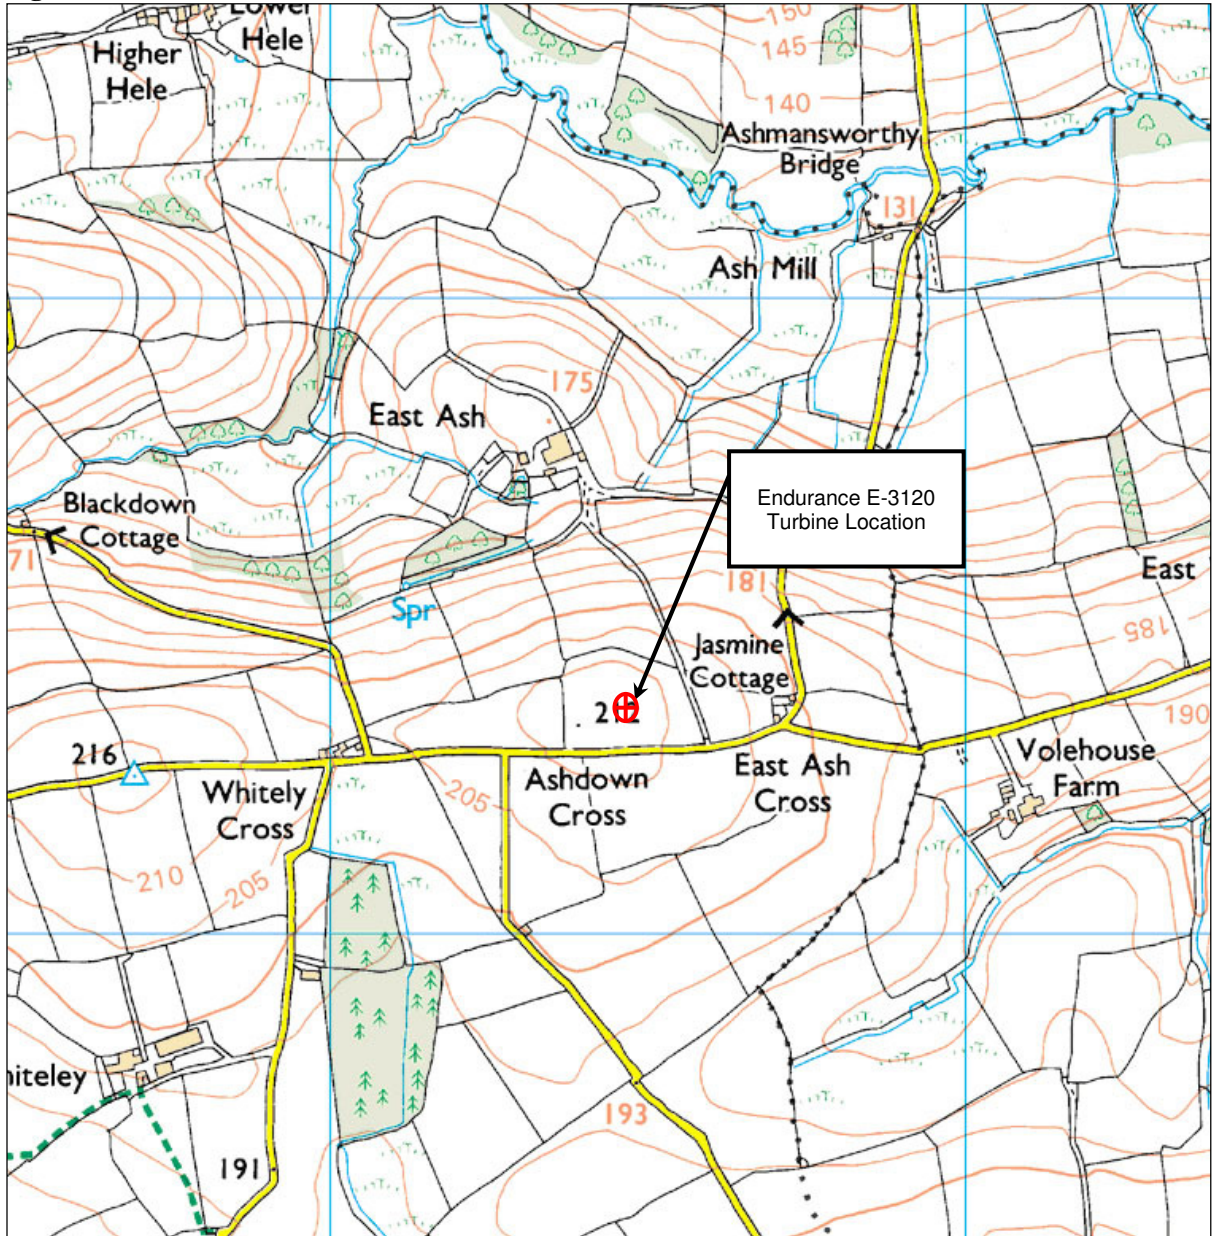 Lower
Hele
Higher
Hele
150
145
140
Ashmansworthy
Bridge
131
Ash Mill
175
East Ash
Blackdown
Cottage
71
Endurance E-3120
Turbine Location
181
East
Spr
185
Jasmine
Cottage
212
190
216
Whitely
Cross
205
Ashdown
Cross
East Ash
Cross
Volehouse
Farm
210
205
193
hiteley
191